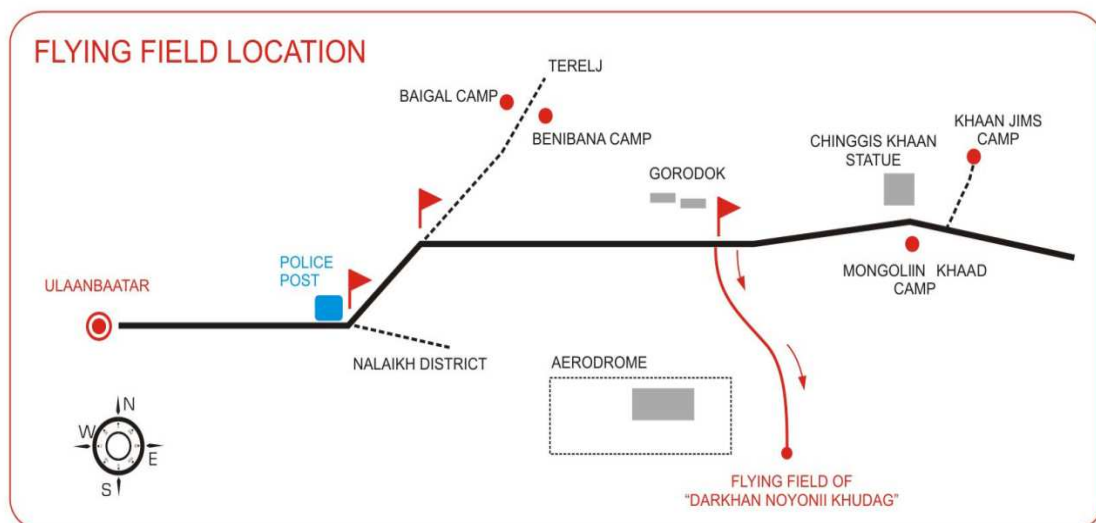 FLYING FIELD LOCATION
TERELJ
BAIGAL CAMP
BENIBANA CAMP
KHAAN JIMS
CAMP
CHINGGIS KHAAN
STATUE
GORODOK
POLICE
POST
ULAANBAATAR
MONGOLIIN KHAAD
CAMP
NALAIKH DISTRICT
AERODROME
N
W
E
S
FLYING FIELD OF
"DARKHAN NOYONII KHUDAG"